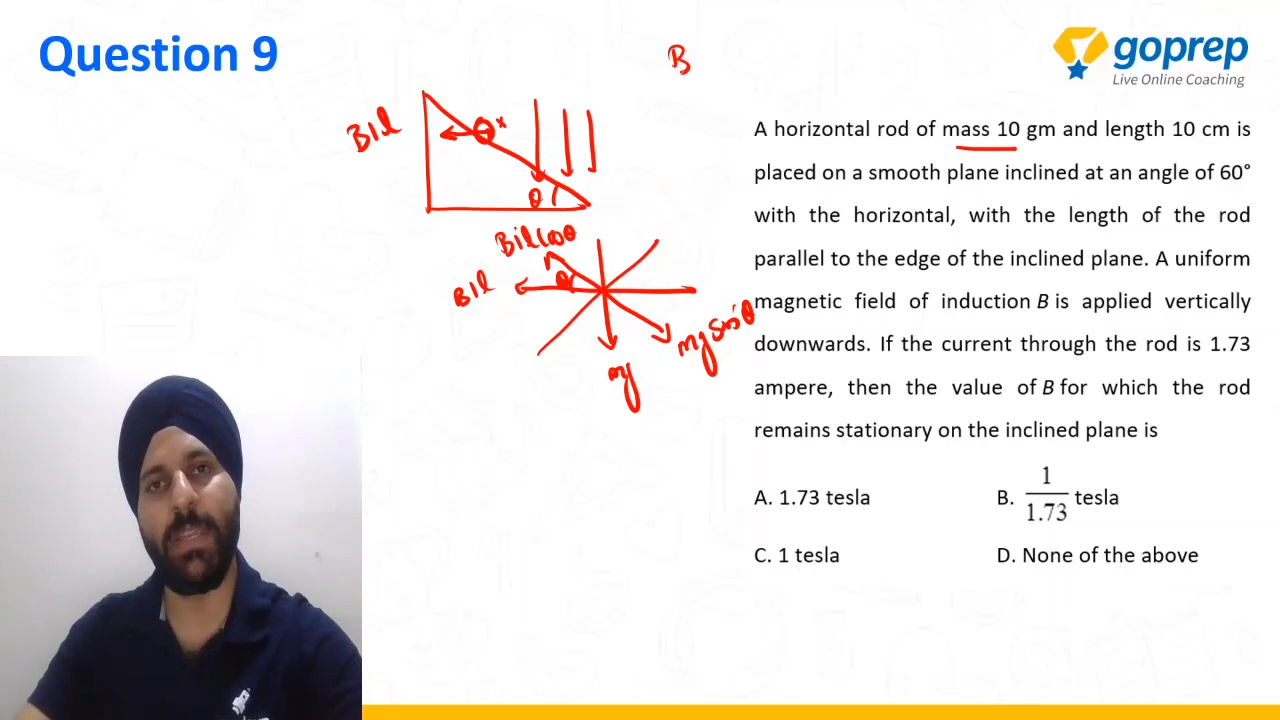 Question 9
goprep
Live Online Coaching
B
Bil
x
θ
Bil cosθ
Bil
θ
mg sinθ
mg
A horizontal rod of mass 10 gm and length 10 cm is
placed on a smooth plane inclined at an angle of 60°
with the horizontal, with the length of the rod
parallel to the edge of the inclined plane. A uniform
magnetic field of induction B is applied vertically
downwards. If the current through the rod is 1.73
ampere, then the value of B for which the rod
remains stationary on the inclined plane is
A. 1.73 tesla
B. 1/1.73 tesla
C. 1 tesla
D. None of the above